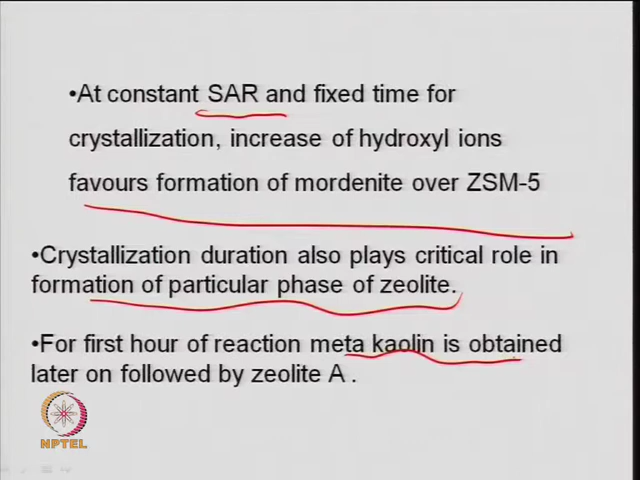 •At constant SAR and fixed time for
crystallization, increase of hydroxyl ions
favours formation of mordenite over ZSM-5
•Crystallization duration also plays critical role in
formation of particular phase of zeolite.
•For first hour of reaction meta kaolin is obtained
later on followed by zeolite A .
NPTEL